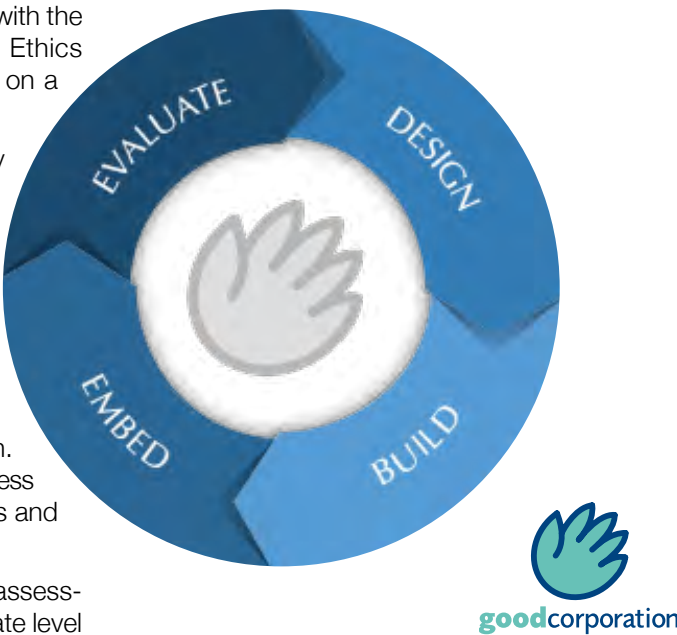 with the
Ethics
on a
y
n.
ess
s and
assess-
ate level
EVALUATE
DESIGN
EMBED
BUILD
goodcorporation